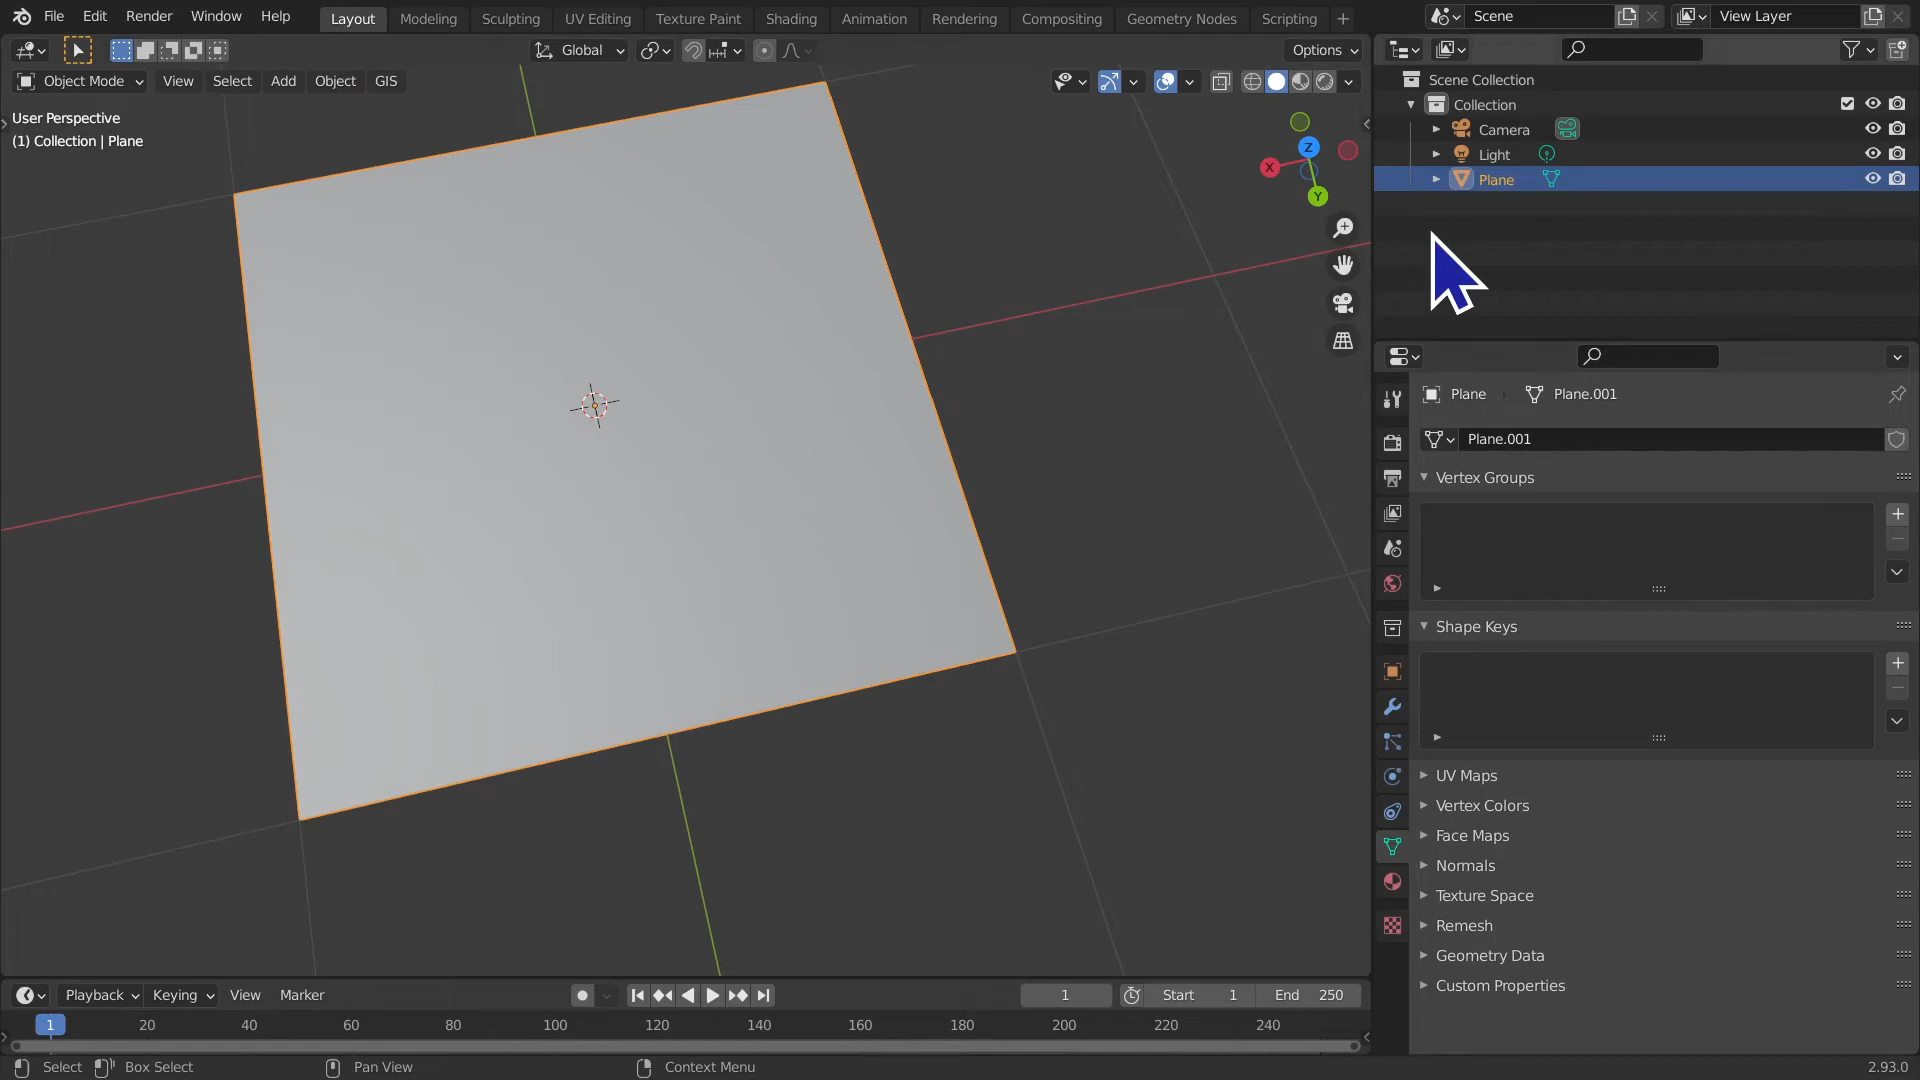 File Edit Render Window Help Layout Modeling Sculpting UV Editing Texture Paint Shading Animation Rendering Compositing Geometry Nodes Scripting + Scene View Layer
Global Options
Object Mode View Select Add Object GIS
User Perspective
(1) Collection | Plane
X
Y
Z
Scene Collection
Collection
Camera
Light
Plane
Plane Plane.001
Plane.001
Vertex Groups
Shape Keys
UV Maps
Vertex Colors
Face Maps
Normals
Texture Space
Remesh
Geometry Data
Custom Properties
Playback Keying View Marker 1 Start 1 End 250
1 20 40 60 80 100 120 140 160 180 200 220 240
Select Box Select Pan View Context Menu 2.93.0